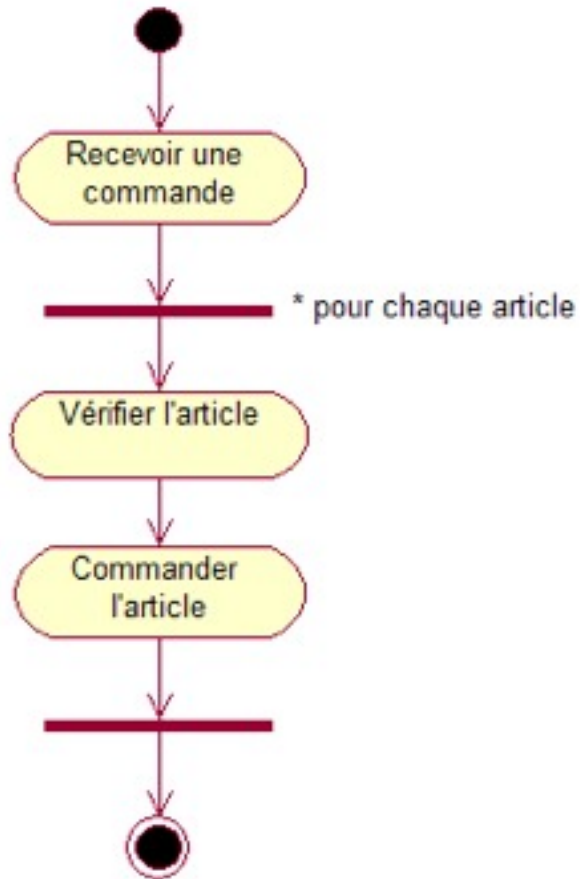 Recevoir une
commande
* pour chaque article
Vérifier l'article
Commander
l'article